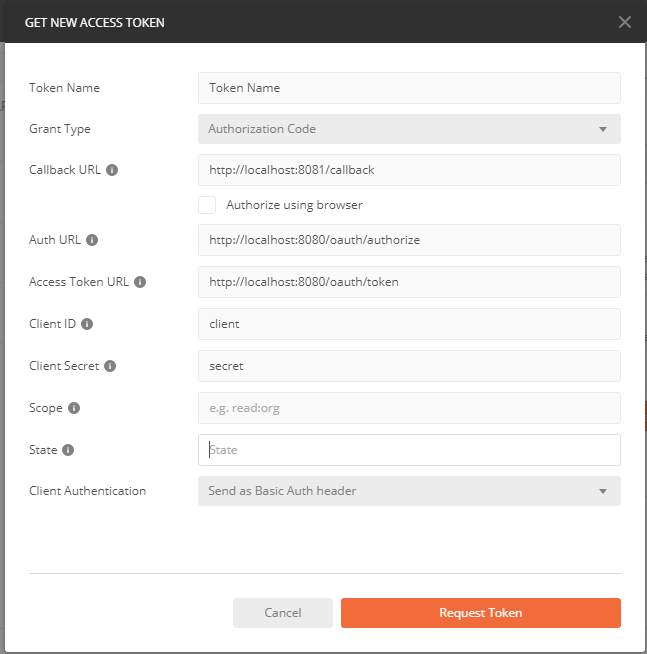 GET NEW ACCESS TOKEN
Token Name Token Name
Grant Type Authorization Code
Callback URL http://localhost:8081/callback
Authorize using browser
Auth URL http://localhost:8080/oauth/authorize
Access Token URL http://localhost:8080/oauth/token
Client ID client
Client Secret secret
Scope e.g. read:org
State State
Client Authentication Send as Basic Auth header
Cancel Request Token